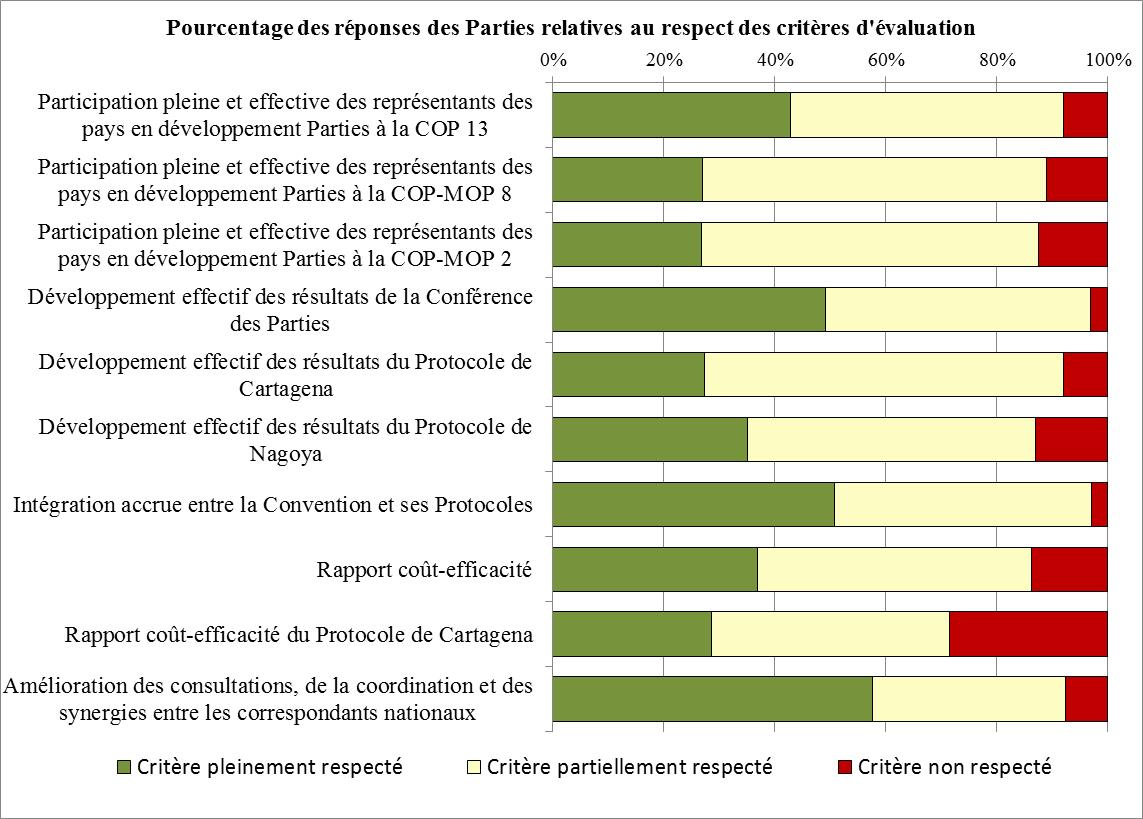 Pourcentage des réponses des Parties relatives au respect des critères d'évaluation
0% 20% 40% 60% 80% 100%
Participation pleine et effective des représentants des
pays en développement Parties à la COP 13
Participation pleine et effective des représentants des
pays en développement Parties à la COP-MOP 8
Participation pleine et effective des représentants des
pays en développement Parties à la COP-MOP 2
Développement effectif des résultats de la Conférence
des Parties
Développement effectif des résultats du Protocole de
Cartagena
Développement effectif des résultats du Protocole de
Nagoya
Intégration accrue entre la Convention et ses Protocoles
Rapport coût-efficacité
Rapport coût-efficacité du Protocole de Cartagena
Amélioration des consultations, de la coordination et des
synergies entre les correspondants nationaux
Critère pleinement respecté Critère partiellement respecté Critère non respecté